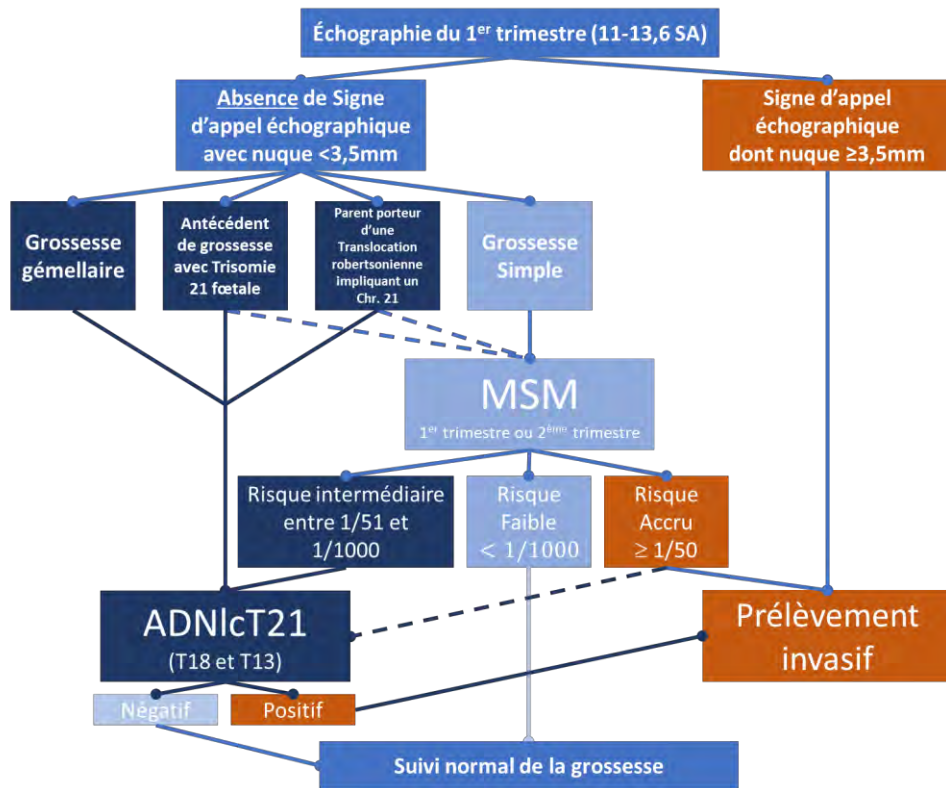 Échographie du 1er trimestre (11-13,6 SA)
Absence de Signe
d'appel échographique
avec nuque <3,5mm
Signe d'appel
échographique
dont nuque ≥3,5mm
Grossesse
gémellaire
Antécédent
de grossesse
avec Trisomie
21 fœtale
Parent porteur
d'une
Translocation
robertsonienne
impliquant un
Chr. 21
Grossesse
Simple
MSM
1er trimestre ou 2ème trimestre
Risque intermédiaire
entre 1/51 et
1/1000
Risque
Faible
< 1/1000
Risque
Accru
≥ 1/50
ADNlcT21
(T18 et T13)
Prélèvement
invasif
Négatif
Positif
Suivi normal de la grossesse